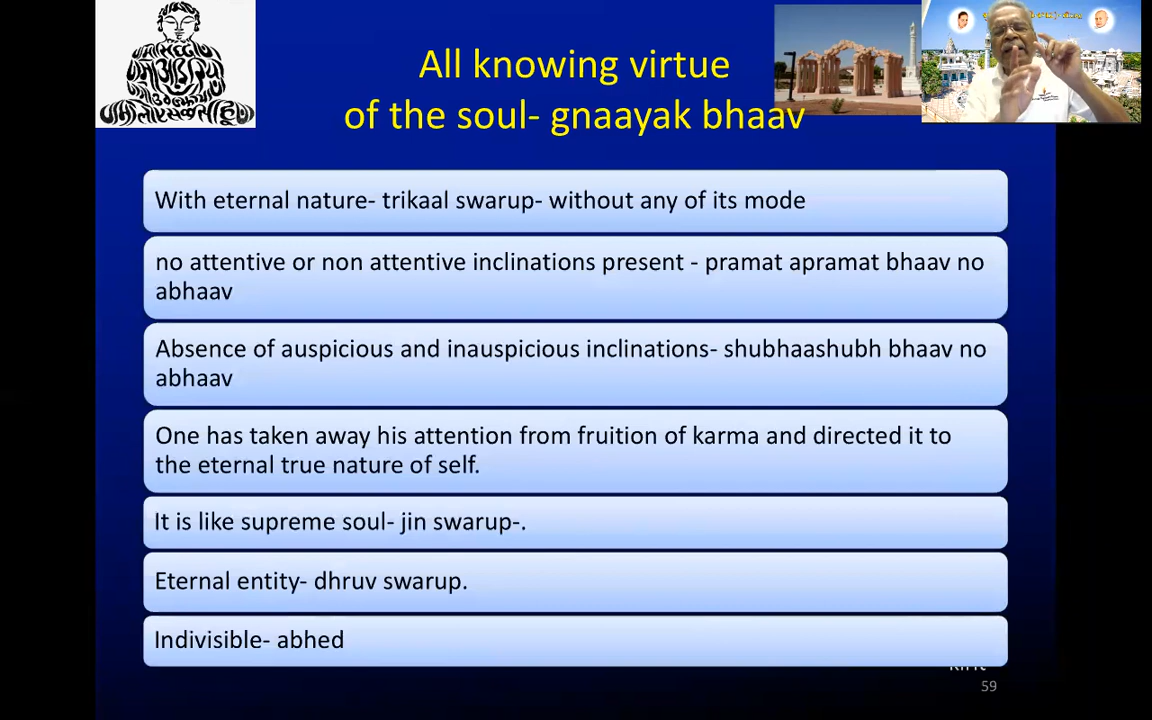 All knowing virtue
of the soul- gnaayak bhaav
With eternal nature- trikaal swarup- without any of its mode
no attentive or non attentive inclinations present - pramat apramat bhaav no
abhaav
Absence of auspicious and inauspicious inclinations- shubhaashubh bhaav no
abhaav
One has taken away his attention from fruition of karma and directed it to
the eternal true nature of self.
It is like supreme soul- jin swarup-.
Eternal entity- dhruv swarup.
Indivisible- abhed
59